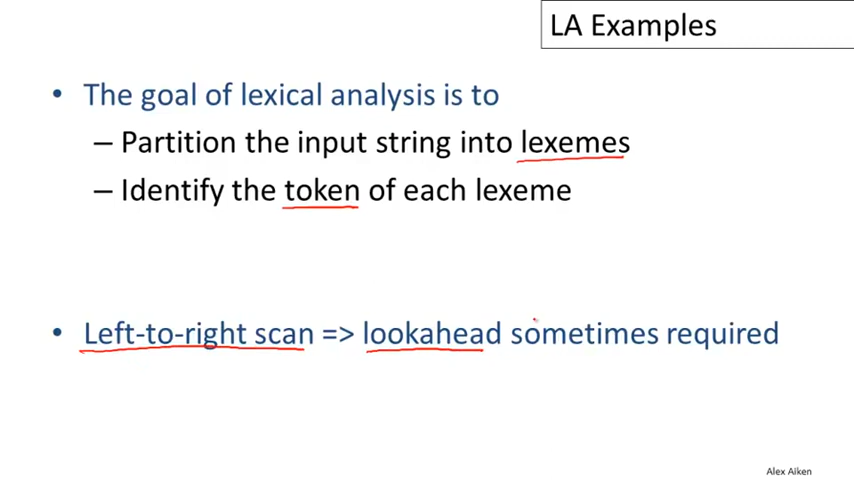 LA Examples
• The goal of lexical analysis is to
– Partition the input string into lexemes
– Identify the token of each lexeme
• Left-to-right scan => lookahead sometimes required
Alex Aiken